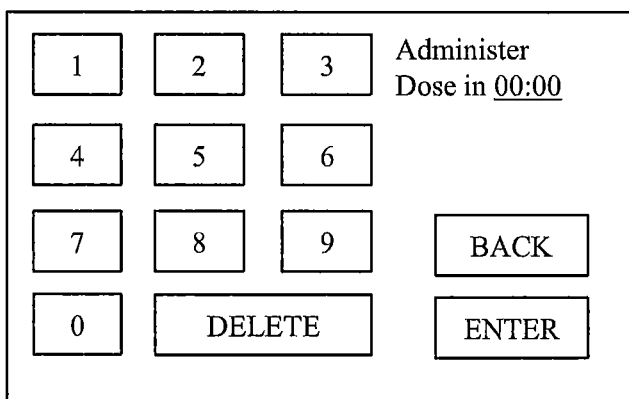 1 2 3
Administer
Dose in 00:00
4 5 6
7 8 9
BACK
0 DELETE
ENTER